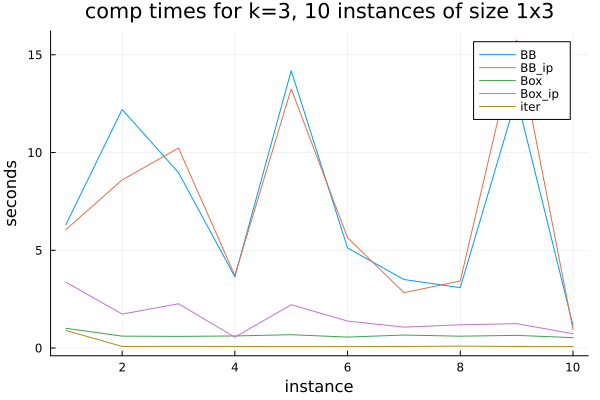 comp times for k=3, 10 instances of size 1x3
BB
BB_ip
Box
Box_ip
iter
seconds
15
10
5
0
2
4
6
8
10
instance